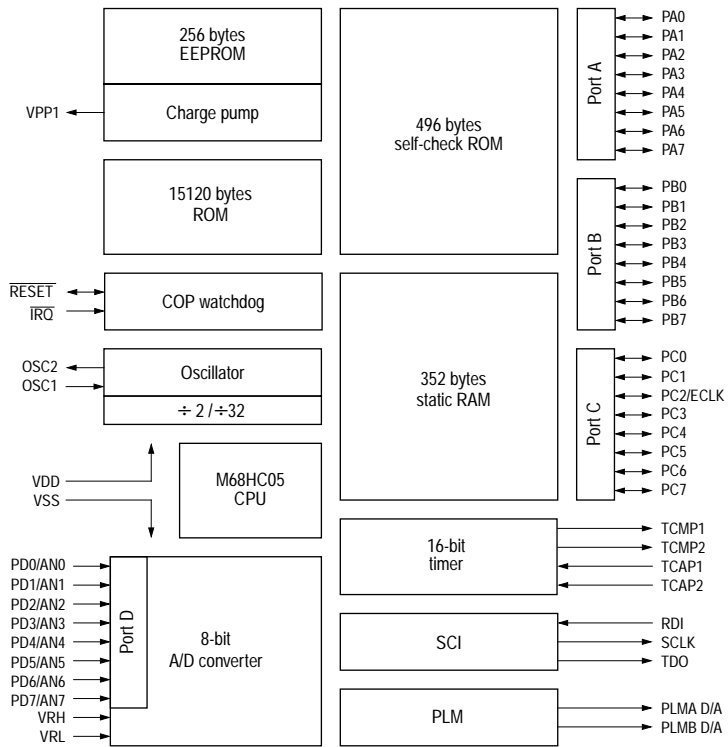 256 bytes
EEPROM
Charge pump
VPP1
15120 bytes
ROM
RESET
IRQ
COP watchdog
OSC2
OSC1
Oscillator
÷ 2 / ÷32
VDD
VSS
M68HC05
CPU
PD0/AN0
PD1/AN1
PD2/AN2
PD3/AN3
PD4/AN4
PD5/AN5
PD6/AN6
PD7/AN7
VRH
VRL
Port D
8-bit
A/D converter
496 bytes
self-check ROM
352 bytes
static RAM
16-bit
timer
SCI
PLM
Port A
PA0
PA1
PA2
PA3
PA4
PA5
PA6
PA7
Port B
PB0
PB1
PB2
PB3
PB4
PB5
PB6
PB7
Port C
PC0
PC1
PC2/ECLK
PC3
PC4
PC5
PC6
PC7
TCMP1
TCMP2
TCAP1
TCAP2
RDI
SCLK
TDO
PLMA D/A
PLMB D/A